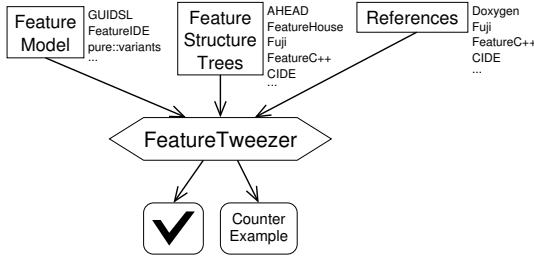 Feature
Model
GUIDSL
FeatureIDE
pure::variants
...
Feature
Structure
Trees
AHEAD
FeatureHouse
Fuji
FeatureC++
CIDE
...
References
Doxygen
Fuji
FeatureC++
CIDE
...
FeatureTweezer
Counter
Example